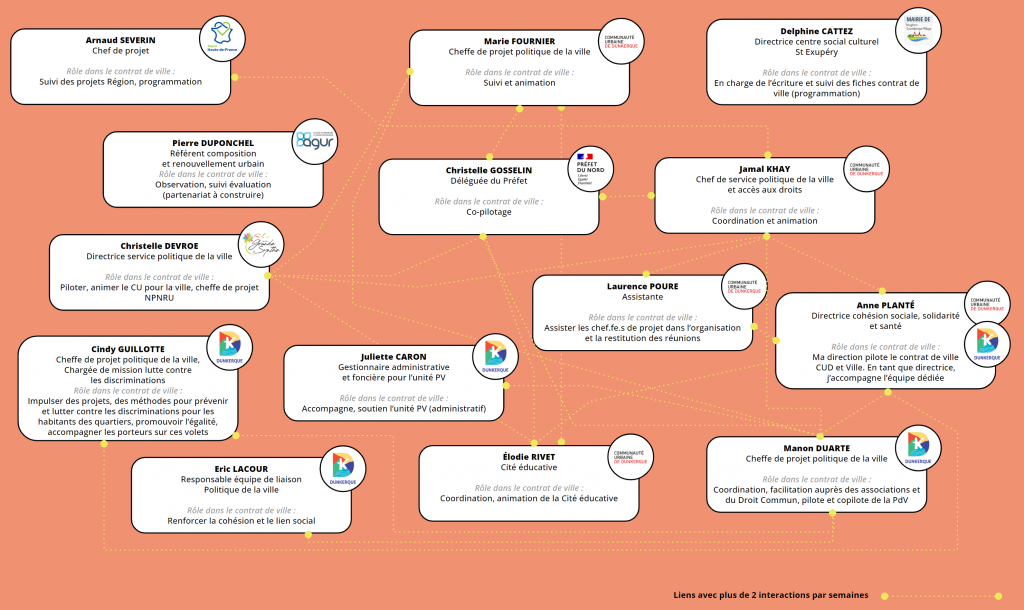 Arnaud SEVERIN
Chef de projet
Rôle dans le contrat de ville :
Suivi des projets Région, programmation
Hauts-de-France
Marie FOURNIER
Cheffe de projet politique de la ville
Rôle dans le contrat de ville :
Suivi et animation
COMMUNAUTÉ
URBAINE
DE DUNKERQUE
Delphine CATTEZ
Directrice centre social culturel
St Exupéry
Rôle dans le contrat de ville :
En charge de l'écriture et suivi des fiches contrat de
ville (programmation)
MAIRIE DE
Pierre DUPONCHEL
Référent composition
et renouvellement urbain
Rôle dans le contrat de ville :
Observation, suivi évaluation
(partenariat à construire)
agur
Christelle GOSSELIN
Déléguée du Préfet
Rôle dans le contrat de ville :
Co-pilotage
PRÉFET
DU NORD
Liberté
Égalité
Fraternité
Jamal KHAY
Chef de service politique de la ville
et accès aux droits
Rôle dans le contrat de ville :
Coordination et animation
COMMUNAUTÉ
URBAINE
DE DUNKERQUE
Christelle DEVROE
Directrice service politique de la ville
Rôle dans le contrat de ville :
Piloter, animer le CU pour la ville, cheffe de projet
NPNRU
Grande
Synthe
Laurence POURE
Assistante
Rôle dans le contrat de ville :
Assister les chef.fe.s de projet dans l'organisation
et la restitution des réunions
COMMUNAUTÉ
URBAINE
DE DUNKERQUE
Anne PLANTÉ
Directrice cohésion sociale, solidarité
et santé
Rôle dans le contrat de ville :
Ma direction pilote le contrat de ville
CUD et Ville. En tant que directrice,
j'accompagne l'équipe dédiée
COMMUNAUTÉ
URBAINE
DE DUNKERQUE
DUNKERQUE
Cindy GUILLOTTE
Cheffe de projet politique de la ville,
Chargée de mission lutte contre
les discriminations
Rôle dans le contrat de ville :
Impulser des projets, des méthodes pour prévenir
et lutter contre les discriminations pour les
habitants des quartiers, promouvoir l'égalité,
accompagner les porteurs sur ces volets
DUNKERQUE
Juliette CARON
Gestionnaire administrative
et foncière pour l'unité PV
Rôle dans le contrat de ville :
Accompagne, soutien l'unité PV (administratif)
DUNKERQUE
Eric LACOUR
Responsable équipe de liaison
Politique de la ville
Rôle dans le contrat de ville :
Renforcer la cohésion et le lien social
DUNKERQUE
Élodie RIVET
Cité éducative
Rôle dans le contrat de ville :
Coordination, animation de la Cité éducative
COMMUNAUTÉ
URBAINE
DE DUNKERQUE
Manon DUARTE
Cheffe de projet politique de la ville
Rôle dans le contrat de ville :
Coordination, facilitation auprès des associations et
du Droit Commun, pilote et copilote de la PdV
DUNKERQUE
Liens avec plus de 2 interactions par semaines